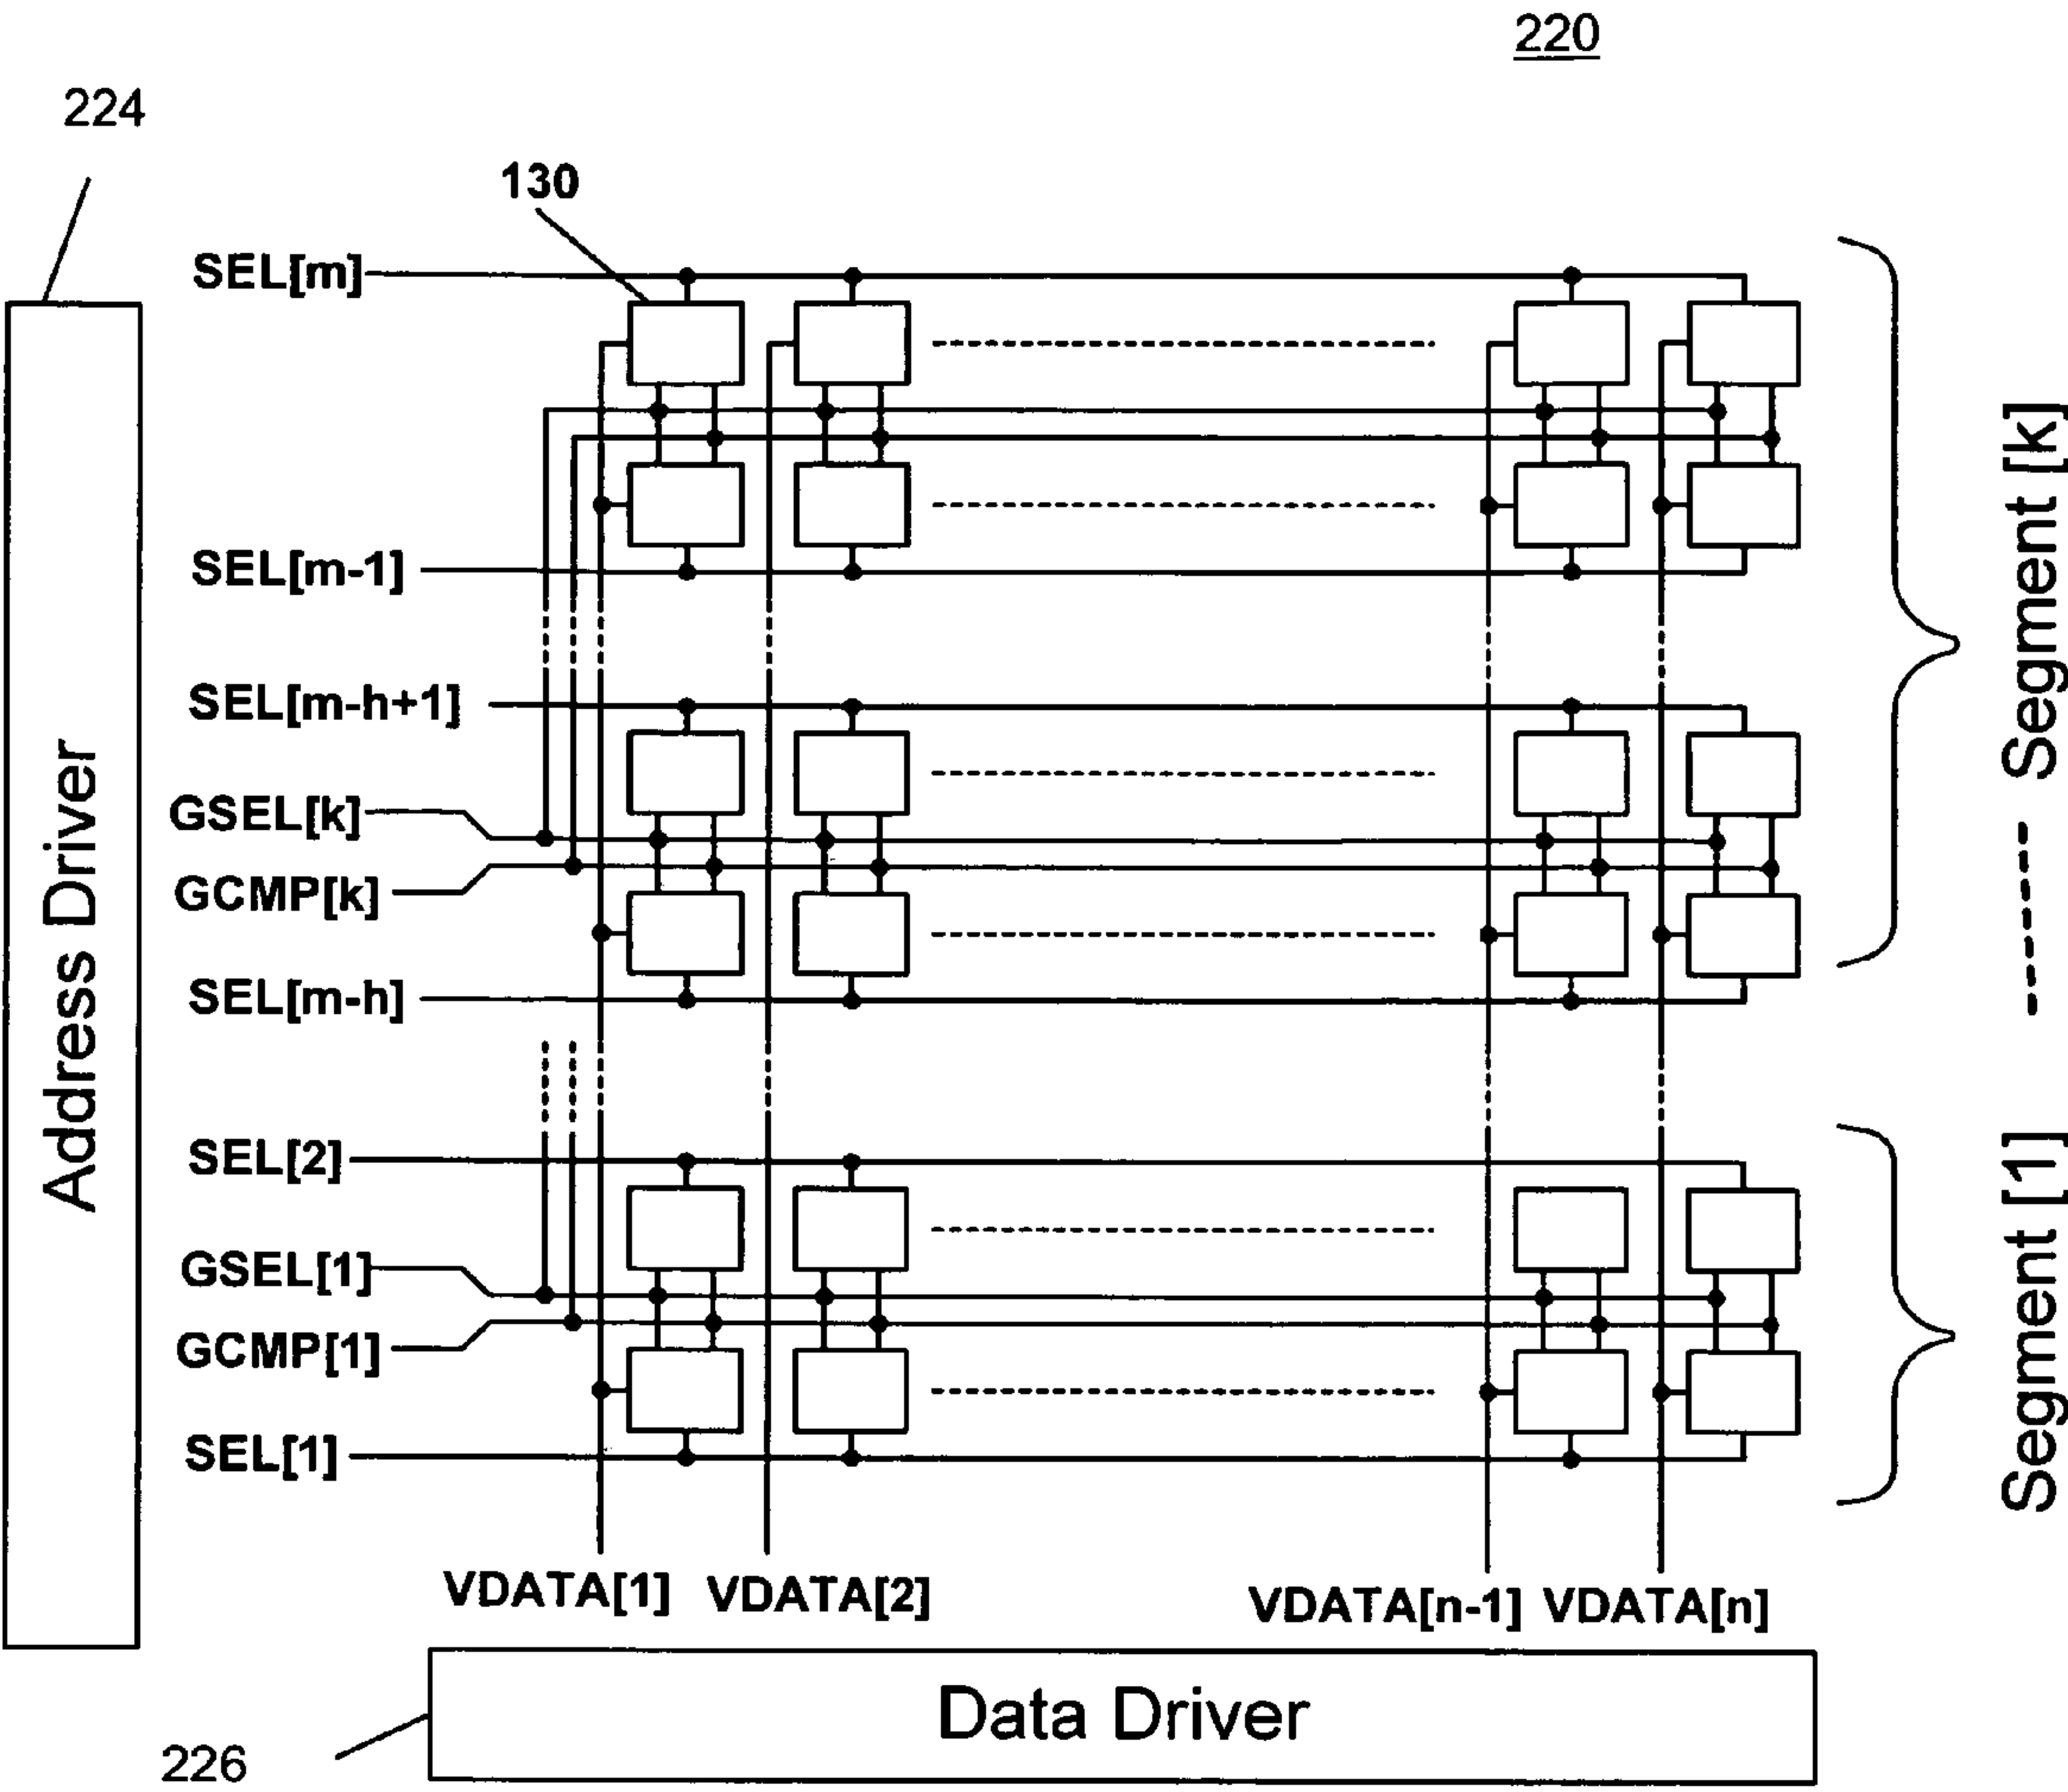 220
224
130
SEL[m]
SEL[m-1]
SEL[m-h+1]
GSEL[k]
GCMP[k]
SEL[m-h]
SEL[2]
GSEL[1]
GCMP[1]
SEL[1]
Address Driver
Segment [1] ------ Segment [k]
VDATA[1] VDATA[2] VDATA[n-1] VDATA[n]
Data Driver
226